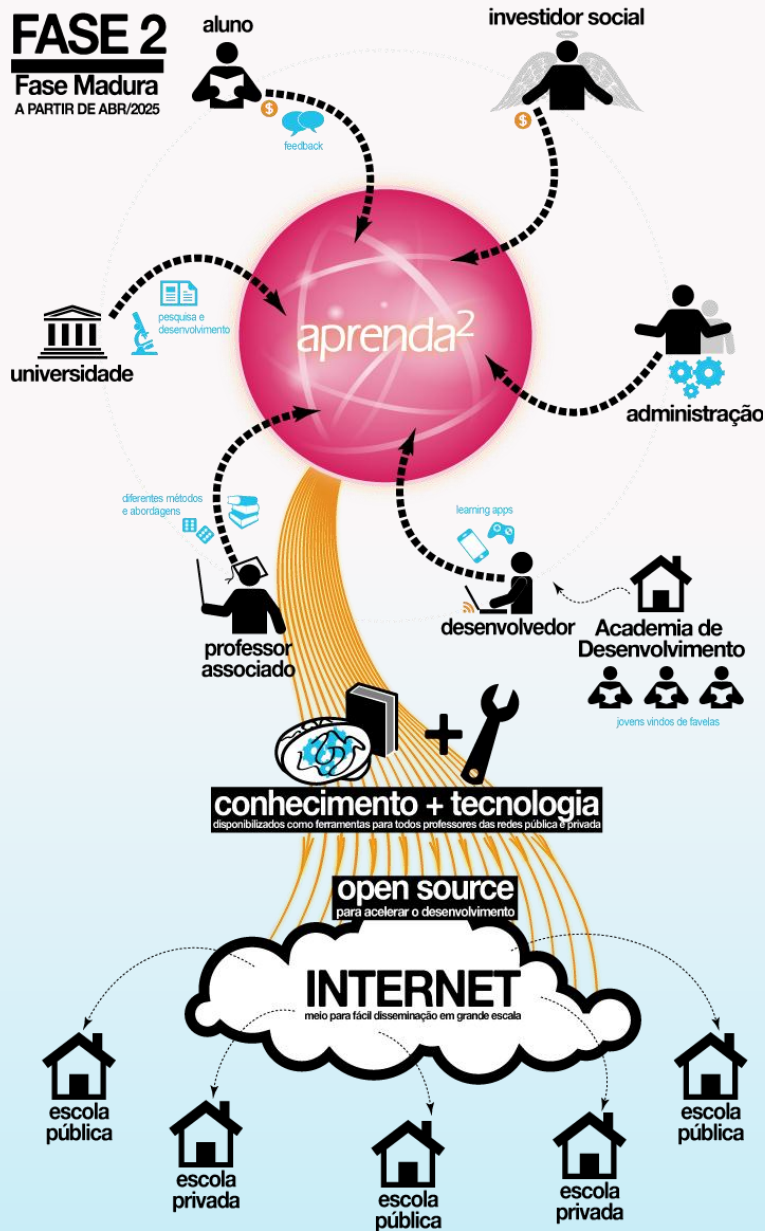 FASE 2
Fase Madura
A PARTIR DE ABR/2025
aluno
investidor social
$
$
feedback
pesquisa e
desenvolvimento
universidade
aprenda²
administração
diferentes métodos
e abordagens
learning apps
professor
associado
desenvolvedor
Academia de
Desenvolvimento
jovens vindos de favelas
+
conhecimento + tecnologia
disponibilizados como ferramentas para todos professores das redes pública e privada
open source
para acelerar o desenvolvimento
INTERNET
meio para fácil disseminação em grande escala
escola
pública
escola
privada
escola
pública
escola
privada
escola
pública